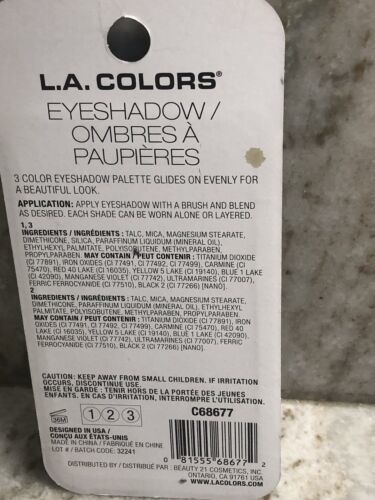 L.A. COLORS®
EYESHADOW /
OMBRES À
PAUPIÈRES
3 COLOR EYESHADOW PALETTE GLIDES ON EVENLY FOR
A BEAUTIFUL LOOK.
APPLICATION: APPLY EYESHADOW WITH A BRUSH AND BLEND
AS DESIRED. EACH SHADE CAN BE WORN ALONE OR LAYERED.
1, 3
INGREDIENTS / INGRÉDIENTS : TALC, MICA, MAGNESIUM STEARATE,
DIMETHICONE, SILICA, PARAFFINUM LIQUIDUM (MINERAL OIL),
ETHYLHEXYL, PALMITATE, POLYISOBUTENE, METHYLPARABEN,
PROPYLPARABEN. MAY CONTAIN / PEUT CONTENIR : TITANIUM DIOXIDE
(CI 77891), IRON OXIDES (CI 77491, CI 77492, CI 77499), CARMINE (CI
75470), RED 40 LAKE (CI 16035), YELLOW 5 LAKE (CI 19140), BLUE 1 LAKE
(CI 42090), MANGANESE VIOLET (CI 77742), ULTRAMARINES (CI 77007),
FERRIC FERROCYANIDE (CI 77510), BLACK 2 (CI 77266) [NANO].
2
INGREDIENTS / INGRÉDIENTS : TALC, MICA, MAGNESIUM STEARATE,
DIMETHICONE, PARAFFINUM LIQUIDUM (MINERAL OIL), ETHYLHEXYL,
PALMITATE, POLYISOBUTENE, METHYLPARABEN, PROPYLPARABEN.
MAY CONTAIN / PEUT CONTENIR : TITANIUM DIOXIDE (CI 77891), IRON
OXIDES (CI 77491, CI 77492, CI 77499), CARMINE (CI 75470), RED 40
LAKE (CI 16035), YELLOW 5 LAKE (CI 19140), BLUE 1 LAKE (CI 42090),
MANGANESE VIOLET (CI 77742), ULTRAMARINES (CI 77007), FERRIC
FERROCYANIDE (CI 77510), BLACK 2 (CI 77266) [NANO].
CAUTION: KEEP AWAY FROM SMALL CHILDREN. IF IRRITATION
OCCURS, DISCONTINUE USE.
MISE EN GARDE : TENIR HORS DE LA PORTÉE DES JEUNES
ENFANTS. EN CAS D'IRRITATION, INTERROMPRE L'UTILISATION.
36M 1 2 3 C68677
DESIGNED IN USA /
CONÇU AUX ÉTATS-UNIS
MADE IN CHINA / FABRIQUÉ EN CHINE
LOT # / BATCH CODE: 32241
0 81555 68677 2
DISTRIBUTED BY / DISTRIBUÉ PAR : BEAUTY 21 COSMETICS, INC.
ONTARIO, CA 91761 USA
WWW.LACOLORS.COM